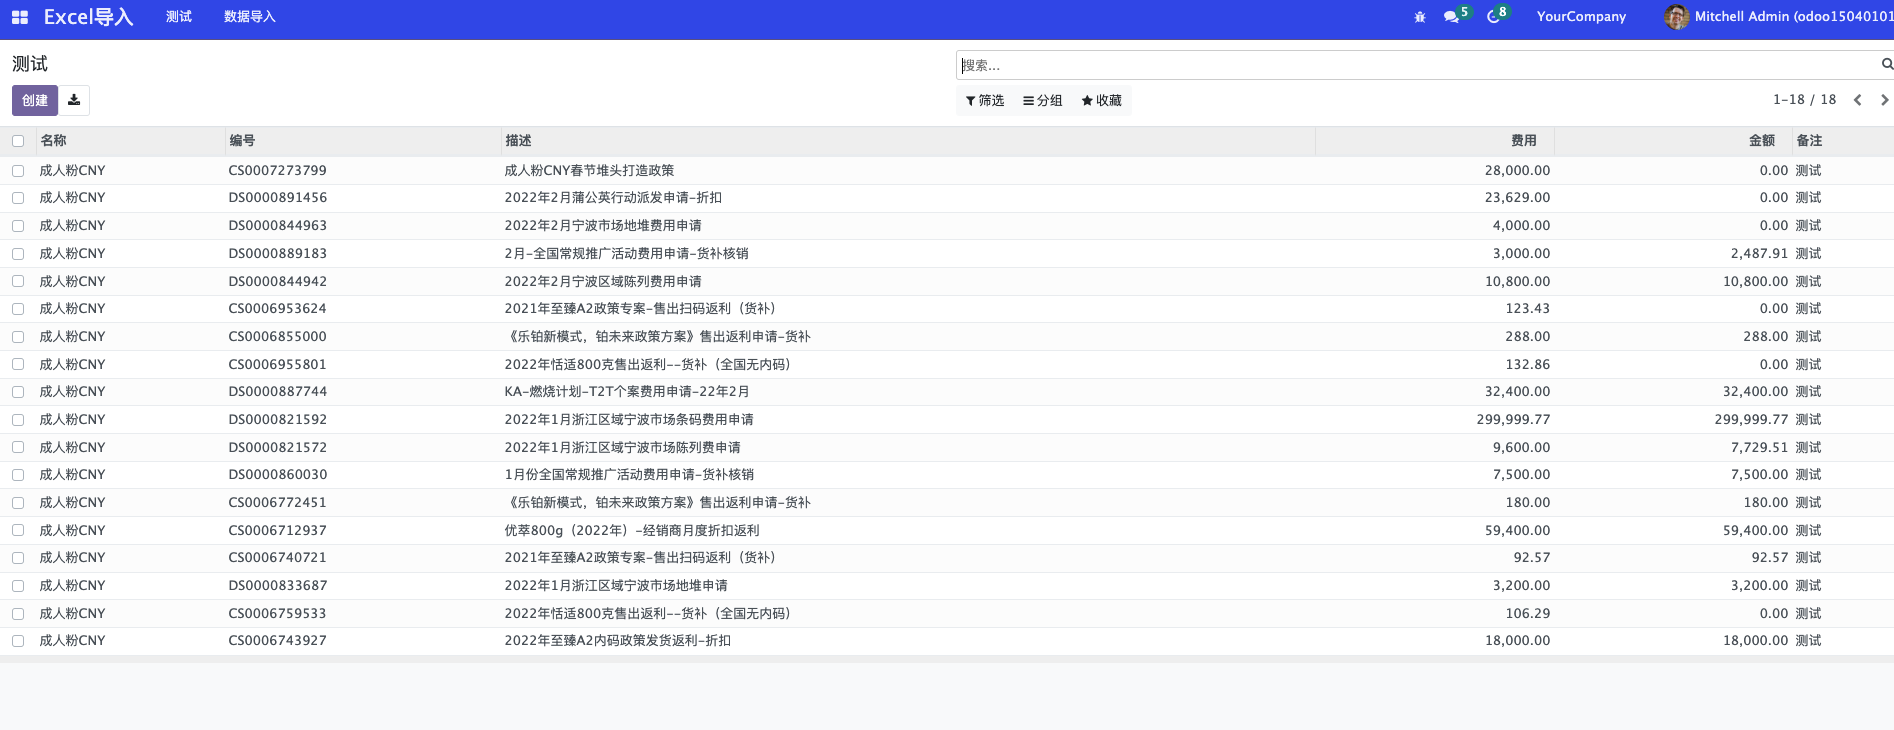 Excel导入 测试 数据导入 5 8 YourCompany Mitchell Admin (odoo15040101
测试
搜索...
创建 筛选 分组 收藏 1-18 / 18
名称 编号 描述 费用 金额 备注
成人粉CNY CS0007273799 成人粉CNY春节堆头打造政策 28,000.00 0.00 测试
成人粉CNY DS0000891456 2022年2月蒲公英行动派发申请-折扣 23,629.00 0.00 测试
成人粉CNY DS0000844963 2022年2月宁波市场地堆费用申请 4,000.00 0.00 测试
成人粉CNY DS0000889183 2月-全国常规推广活动费用申请-货补核销 3,000.00 2,487.91 测试
成人粉CNY DS0000844942 2022年2月宁波区域陈列费用申请 10,800.00 10,800.00 测试
成人粉CNY CS0006953624 2021年至臻A2政策专案-售出扫码返利（货补） 123.43 0.00 测试
成人粉CNY CS0006855000 《乐铂新模式，铂未来政策方案》售出返利申请-货补 288.00 288.00 测试
成人粉CNY CS0006955801 2022年恬适800克售出返利--货补（全国无内码） 132.86 0.00 测试
成人粉CNY DS0000887744 KA-燃烧计划-T2T个案费用申请-22年2月 32,400.00 32,400.00 测试
成人粉CNY DS0000821592 2022年1月浙江区域宁波市场条码费用申请 299,999.77 299,999.77 测试
成人粉CNY DS0000821572 2022年1月浙江区域宁波市场陈列费申请 9,600.00 7,729.51 测试
成人粉CNY DS0000860030 1月份全国常规推广活动费用申请-货补核销 7,500.00 7,500.00 测试
成人粉CNY CS0006772451 《乐铂新模式，铂未来政策方案》售出返利申请-货补 180.00 180.00 测试
成人粉CNY CS0006712937 优萃800g（2022年）-经销商月度折扣返利 59,400.00 59,400.00 测试
成人粉CNY CS0006740721 2021年至臻A2政策专案-售出扫码返利（货补） 92.57 92.57 测试
成人粉CNY DS0000833687 2022年1月浙江区域宁波市场地堆申请 3,200.00 3,200.00 测试
成人粉CNY CS0006759533 2022年恬适800克售出返利--货补（全国无内码） 106.29 0.00 测试
成人粉CNY CS0006743927 2022年至臻A2内码政策发货返利-折扣 18,000.00 18,000.00 测试